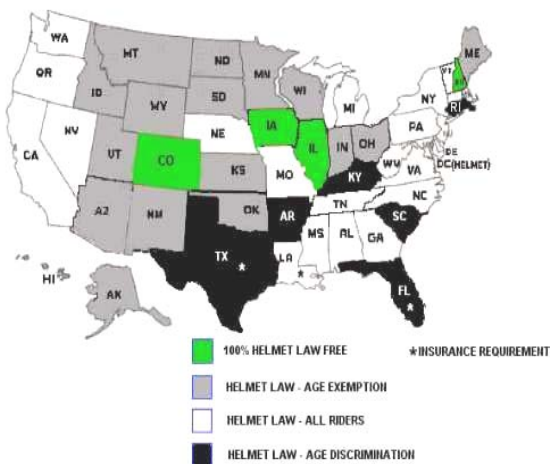 WA
MT
ND
MN
ME
OR
ID
SD
WI
MI
VT
NY
RI
WY
NV
NE
IA
PA
CA
UT
CO
IL
IN
OH
DE
DC(HELMET)
WV
VA
KS
MO
KY
AZ
NM
OK
AR
TN
NC
SC
TX
*
MS
AL
GA
LA
*
HI
AK
FL
*
100% HELMET LAW FREE
*INSURANCE REQUIREMENT
HELMET LAW - AGE EXEMPTION
HELMET LAW - ALL RIDERS
HELMET LAW - AGE DISCRIMINATION